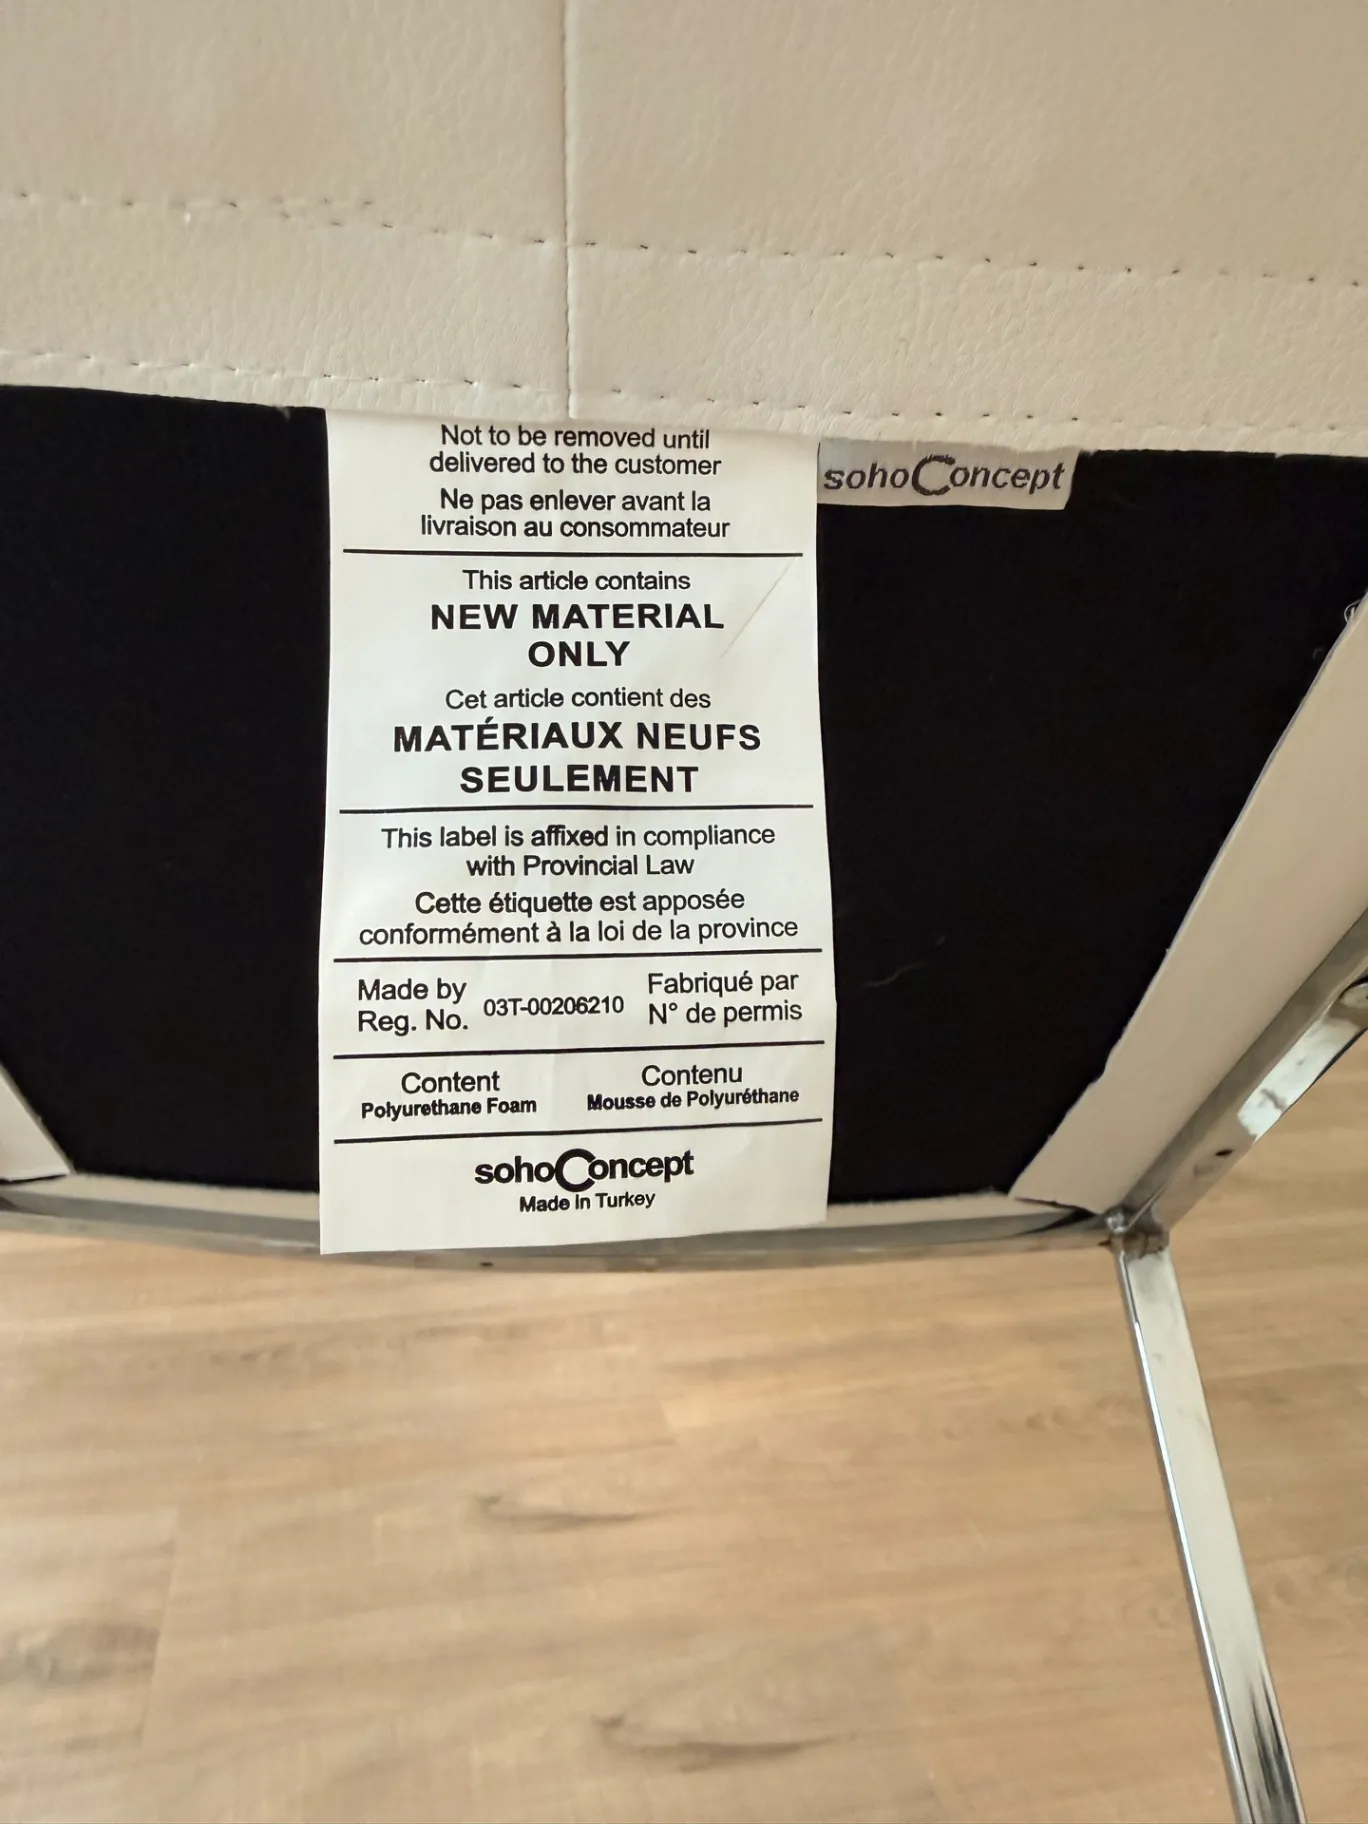 Not to be removed until
delivered to the customer
Ne pas enlever avant la
livraison au consommateur
sohoConcept
This article contains
NEW MATERIAL
ONLY
Cet article contient des
MATÉRIAUX NEUFS
SEULEMENT
This label is affixed in compliance
with Provincial Law
Cette étiquette est apposée
conformément à la loi de la province
Made by
Reg. No.
03T-00206210
Fabriqué par
N° de permis
Content
Polyurethane Foam
Contenu
Mousse de Polyuréthane
sohoConcept
Made In Turkey